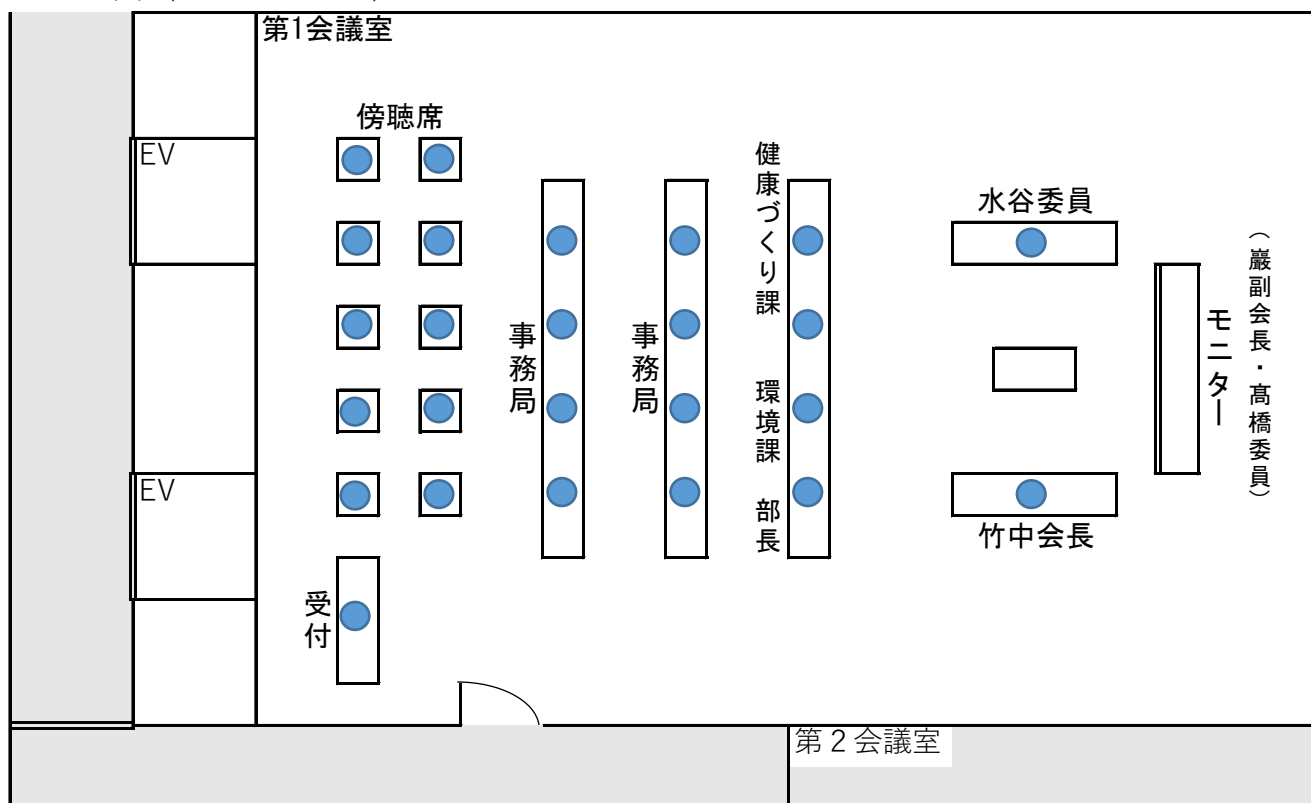 第1会議室
傍聴席
EV
EV
受付
事務局
事務局
健康づくり課
環境課
部長
水谷委員
竹中会長
モニター
（巖副会長・髙橋委員）
第２会議室